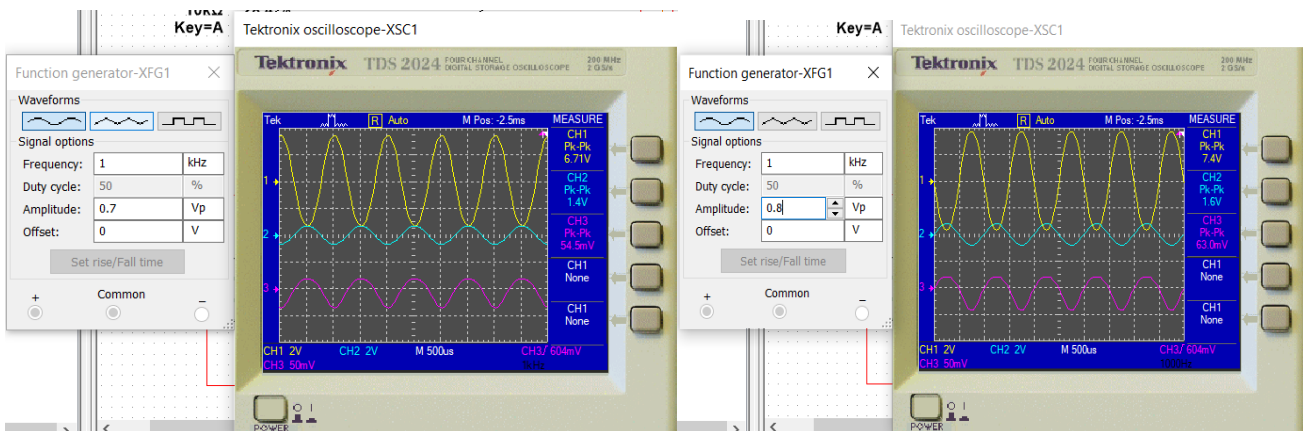 10kΩ
Key=A
Tektronix oscilloscope-XSC1
Tektronix TDS 2024 FOUR CHANNEL DIGITAL STORAGE OSCILLOSCOPE 200 MHz 2 GS/s
Function generator-XFG1
Waveforms
Signal options
Frequency: 1 kHz
Duty cycle: 50 %
Amplitude: 0.7 Vp
Offset: 0 V
Set rise/Fall time
+ Common –
Tek R Auto M Pos: -2.5ms MEASURE
CH1
Pk-Pk
6.71V
CH2
Pk-Pk
1.4V
CH3
Pk-Pk
54.5mV
CH1
None
CH1
None
1
2
3
CH1 2V CH2 2V M 500us CH3/ 604mV
CH3 50mV
POWER
Key=A
Tektronix oscilloscope-XSC1
Tektronix TDS 2024 FOUR CHANNEL DIGITAL STORAGE OSCILLOSCOPE 200 MHz 2 GS/s
Function generator-XFG1
Waveforms
Signal options
Frequency: 1 kHz
Duty cycle: 50 %
Amplitude: 0.8 Vp
Offset: 0 V
Set rise/Fall time
+ Common –
Tek R Auto M Pos: -2.5ms MEASURE
CH1
Pk-Pk
7.4V
CH2
Pk-Pk
1.6V
CH3
Pk-Pk
63.0mV
CH1
None
CH1
None
1
2
3
CH1 2V CH2 2V M 500us CH3/ 604mV
CH3 50mV
POWER